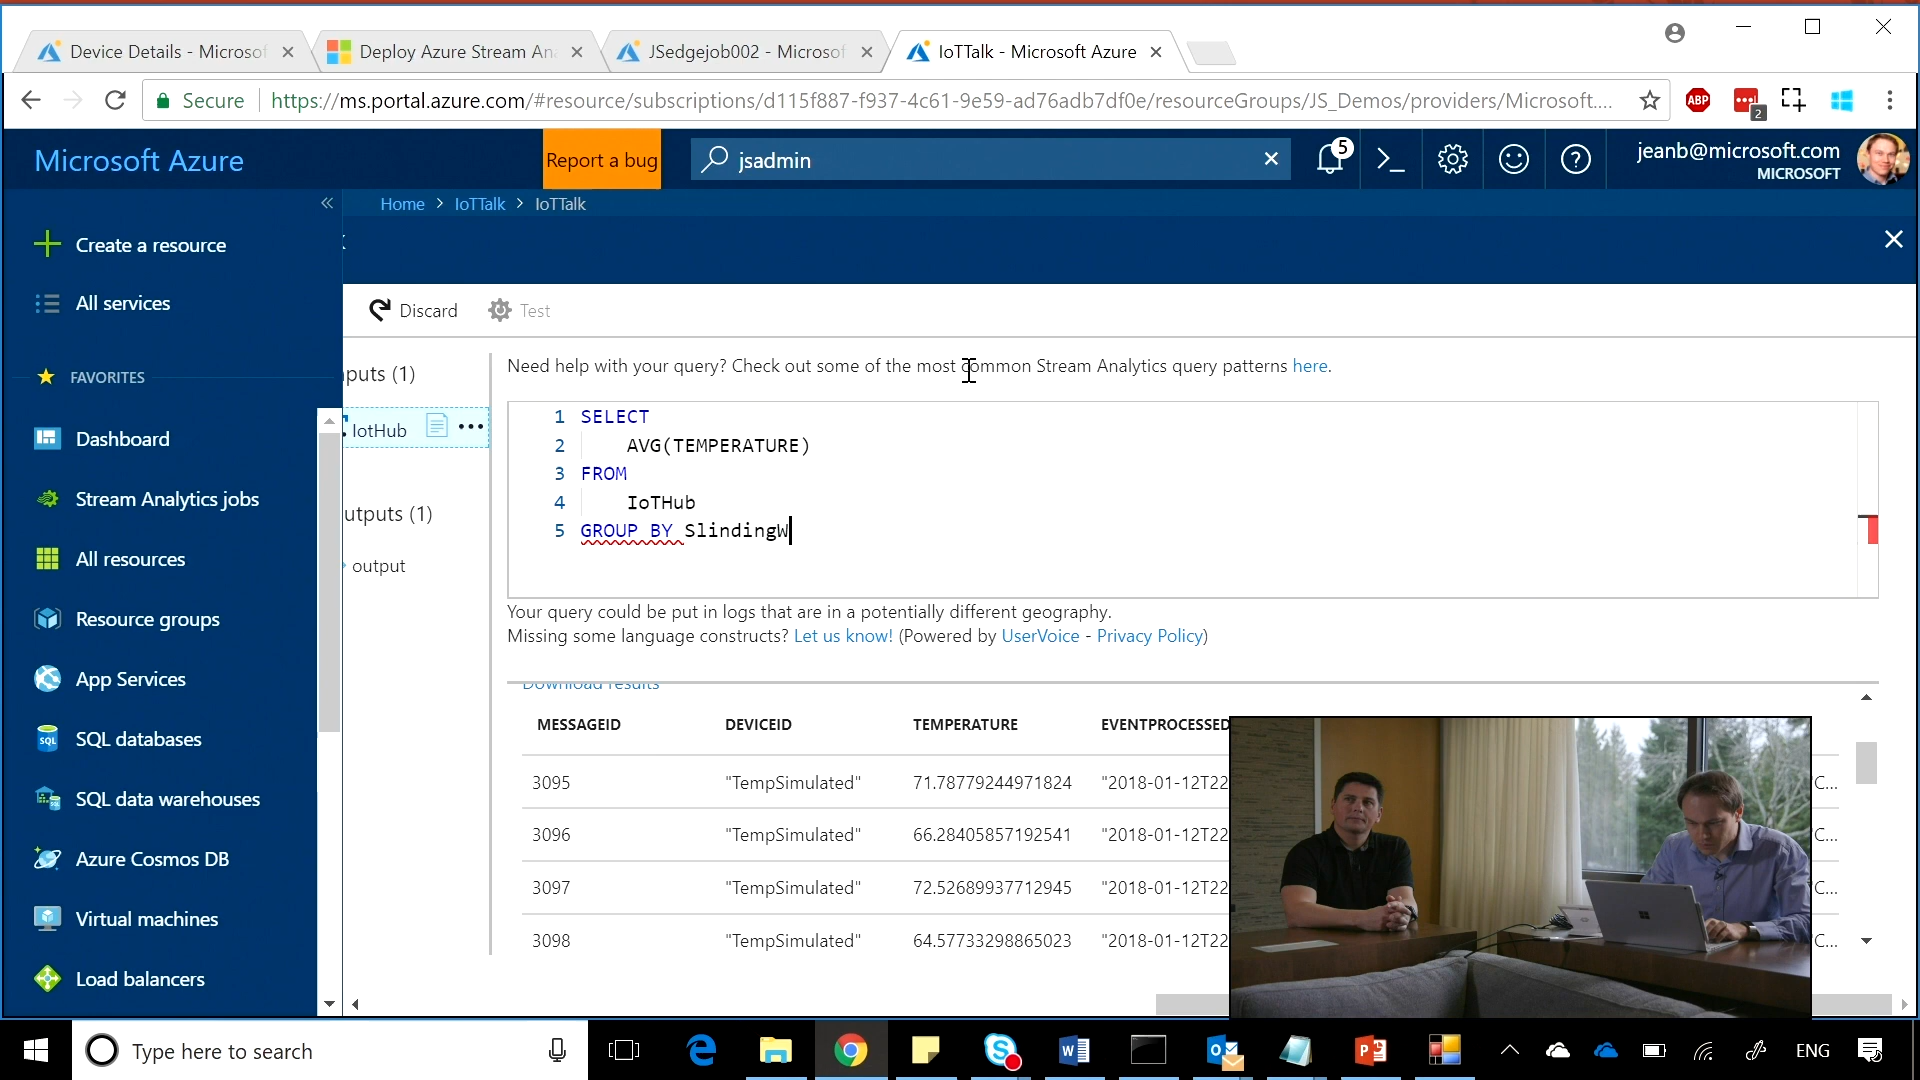 Device Details - Microsof
Deploy Azure Stream An
JSedgejob002 - Microsof
IoTTalk - Microsoft Azure
Secure
https://ms.portal.azure.com/#resource/subscriptions/d115f887-f937-4c61-9e59-ad76adb7df0e/resourceGroups/JS_Demos/providers/Microsoft....
ABP
2
Microsoft Azure
Report a bug
jsadmin
5
jeanb@microsoft.com
MICROSOFT
Home > IoTTalk > IoTTalk
Create a resource
All services
FAVORITES
Dashboard
Stream Analytics jobs
All resources
Resource groups
App Services
SQL databases
SQL data warehouses
Azure Cosmos DB
Virtual machines
Load balancers
Discard
Test
nputs (1)
IotHub
utputs (1)
output
Need help with your query? Check out some of the most common Stream Analytics query patterns here.
1 SELECT
2 AVG(TEMPERATURE)
3 FROM
4 IoTHub
5 GROUP BY SlindingW
Your query could be put in logs that are in a potentially different geography.
Missing some language constructs? Let us know! (Powered by UserVoice - Privacy Policy)
Download results
MESSAGEID DEVICEID TEMPERATURE EVENTPROCESSED
3095 "TempSimulated" 71.78779244971824 "2018-01-12T22 C...
3096 "TempSimulated" 66.28405857192541 "2018-01-12T22 C...
3097 "TempSimulated" 72.52689937712945 "2018-01-12T22 C...
3098 "TempSimulated" 64.57733298865023 "2018-01-12T22 C...
Type here to search
ENG